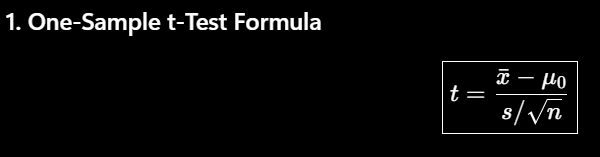 1. One-Sample t-Test Formula
t = (x̄ − μ₀) / (s/√n)